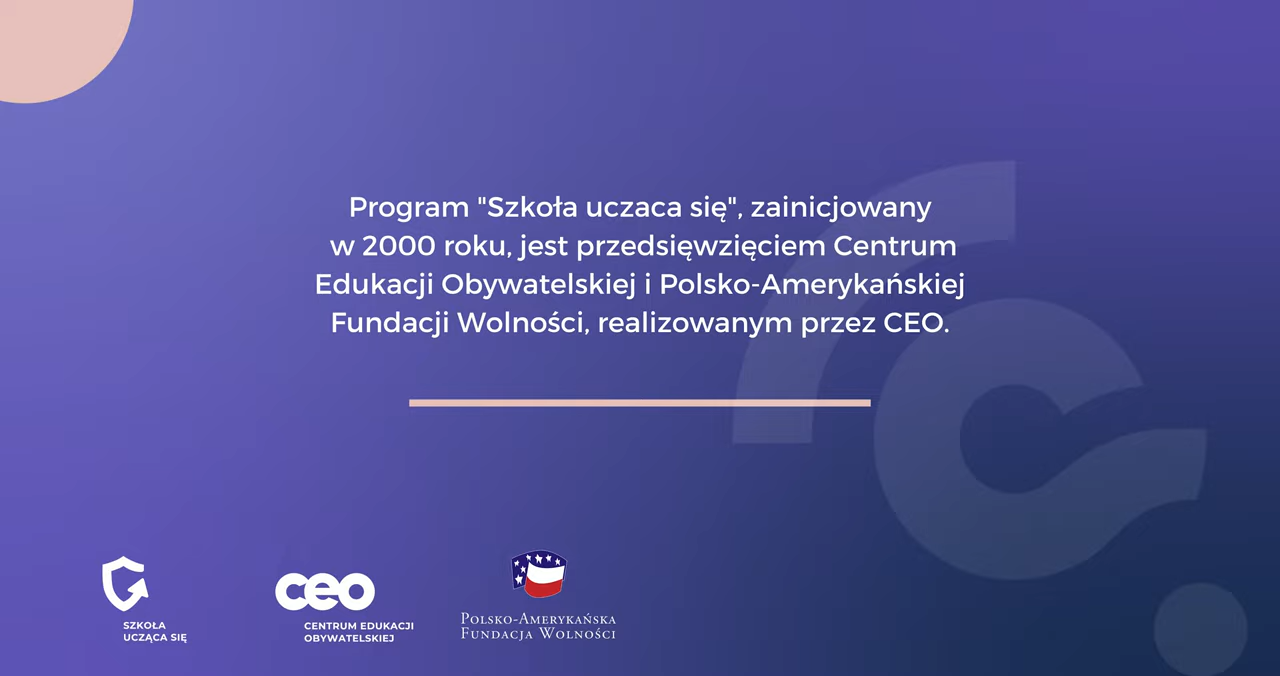 Program "Szkoła uczaca się", zainicjowany
w 2000 roku, jest przedsięwzięciem Centrum
Edukacji Obywatelskiej i Polsko-Amerykańskiej
Fundacji Wolności, realizowanym przez CEO.
SZKOŁA
UCZĄCA SIĘ
ceo
CENTRUM EDUKACJI
OBYWATELSKIEJ
POLSKO-AMERYKAŃSKA
FUNDACJA WOLNOŚCI